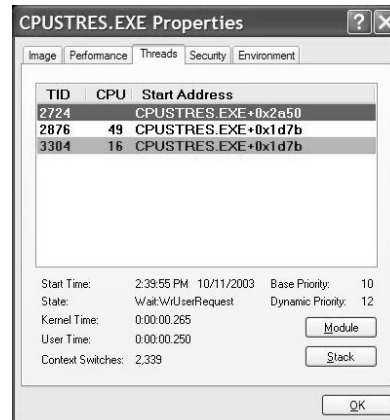 CPUSTRES.EXE Properties ? X
Image Performance Threads Security Environment
TID CPU Start Address
2724 CPUSTRES.EXE+0x2a50
2876 49 CPUSTRES.EXE+0x1d7b
3304 16 CPUSTRES.EXE+0x1d7b
Start Time: 2:39:55 PM 10/11/2003 Base Priority: 10
State: Wait:WrUserRequest Dynamic Priority: 12
Kernel Time: 0:00:00.265
User Time: 0:00:00.250
Context Switches: 2,339
Module
Stack
OK